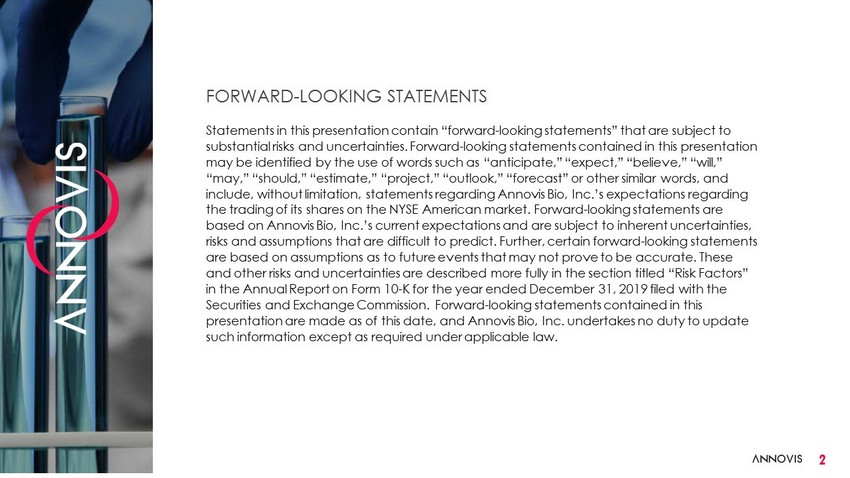 ANNOVIS
FORWARD-LOOKING STATEMENTS
Statements in this presentation contain “forward-looking statements” that are subject to
substantial risks and uncertainties. Forward-looking statements contained in this presentation
may be identified by the use of words such as “anticipate,” “expect,” “believe,” “will,”
“may,” “should,” “estimate,” “project,” “outlook,” “forecast” or other similar words, and
include, without limitation, statements regarding Annovis Bio, Inc.’s expectations regarding
the trading of its shares on the NYSE American market. Forward-looking statements are
based on Annovis Bio, Inc.’s current expectations and are subject to inherent uncertainties,
risks and assumptions that are difficult to predict. Further, certain forward-looking statements
are based on assumptions as to future events that may not prove to be accurate. These
and other risks and uncertainties are described more fully in the section titled “Risk Factors”
in the Annual Report on Form 10-K for the year ended December 31, 2019 filed with the
Securities and Exchange Commission. Forward-looking statements contained in this
presentation are made as of this date, and Annovis Bio, Inc. undertakes no duty to update
such information except as required under applicable law.
ANNOVIS 2